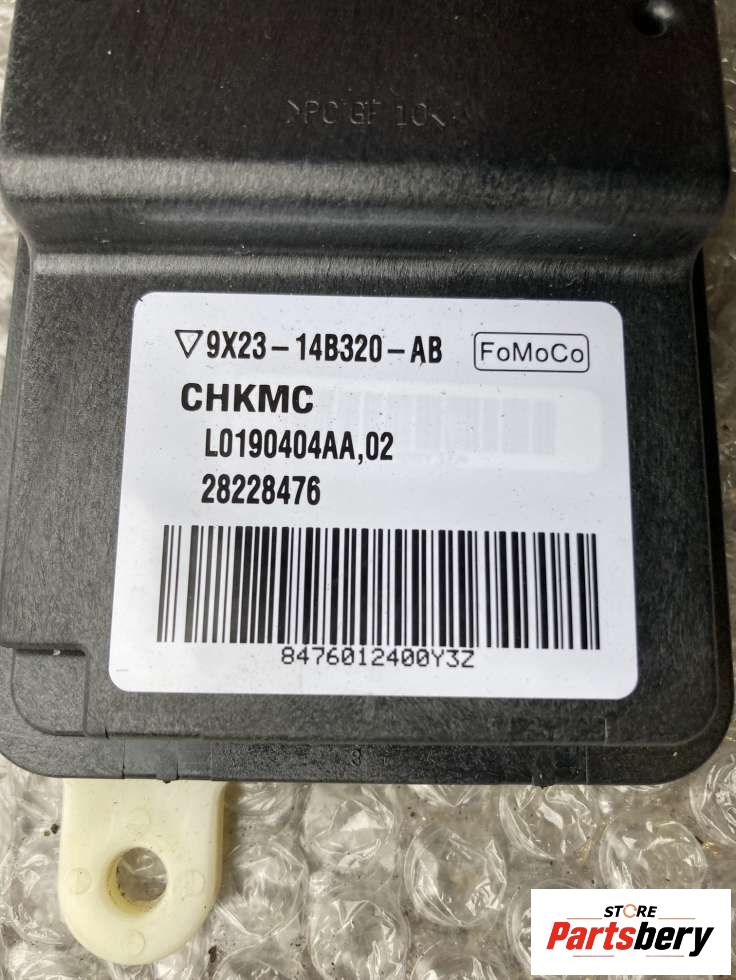 >PC GF 10<
▽9X23-14B320-AB FoMoCo
CHKMC
L0190404AA,02
28228476
8476012400Y3Z
STORE
Partsbery